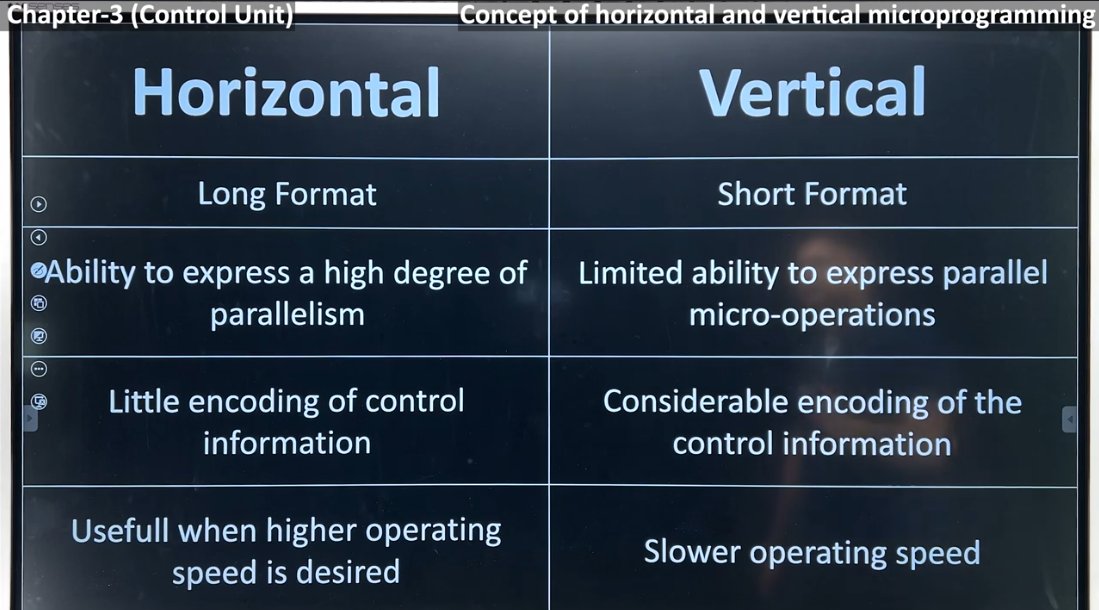 Chapter-3 (Control Unit)
Concept of horizontal and vertical microprogramming
Horizontal
Vertical
Long Format
Short Format
Ability to express a high degree of
parallelism
Limited ability to express parallel
micro-operations
Little encoding of control
information
Considerable encoding of the
control information
Usefull when higher operating
speed is desired
Slower operating speed